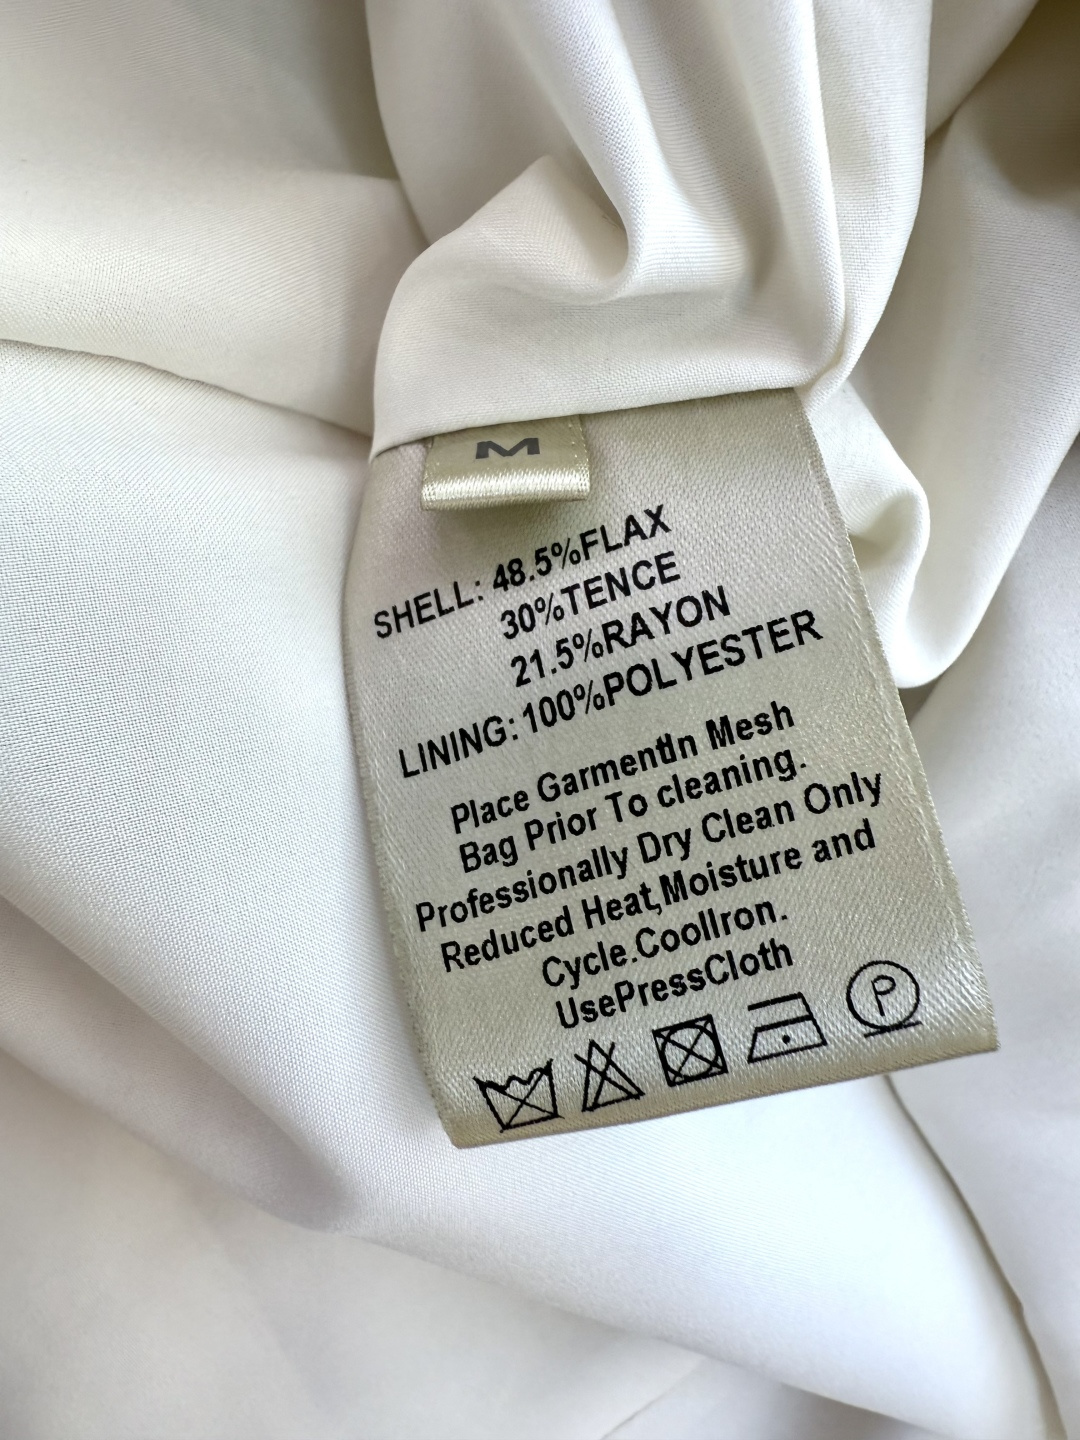 M
SHELL: 48.5%FLAX
30%TENCE
21.5%RAYON
LINING:100%POLYESTER
Place GarmentIn Mesh
Bag Prior To cleaning.
Professionally Dry Clean Only
Reduced Heat,Moisture and
Cycle.CoolIron.
UsePressCloth
P